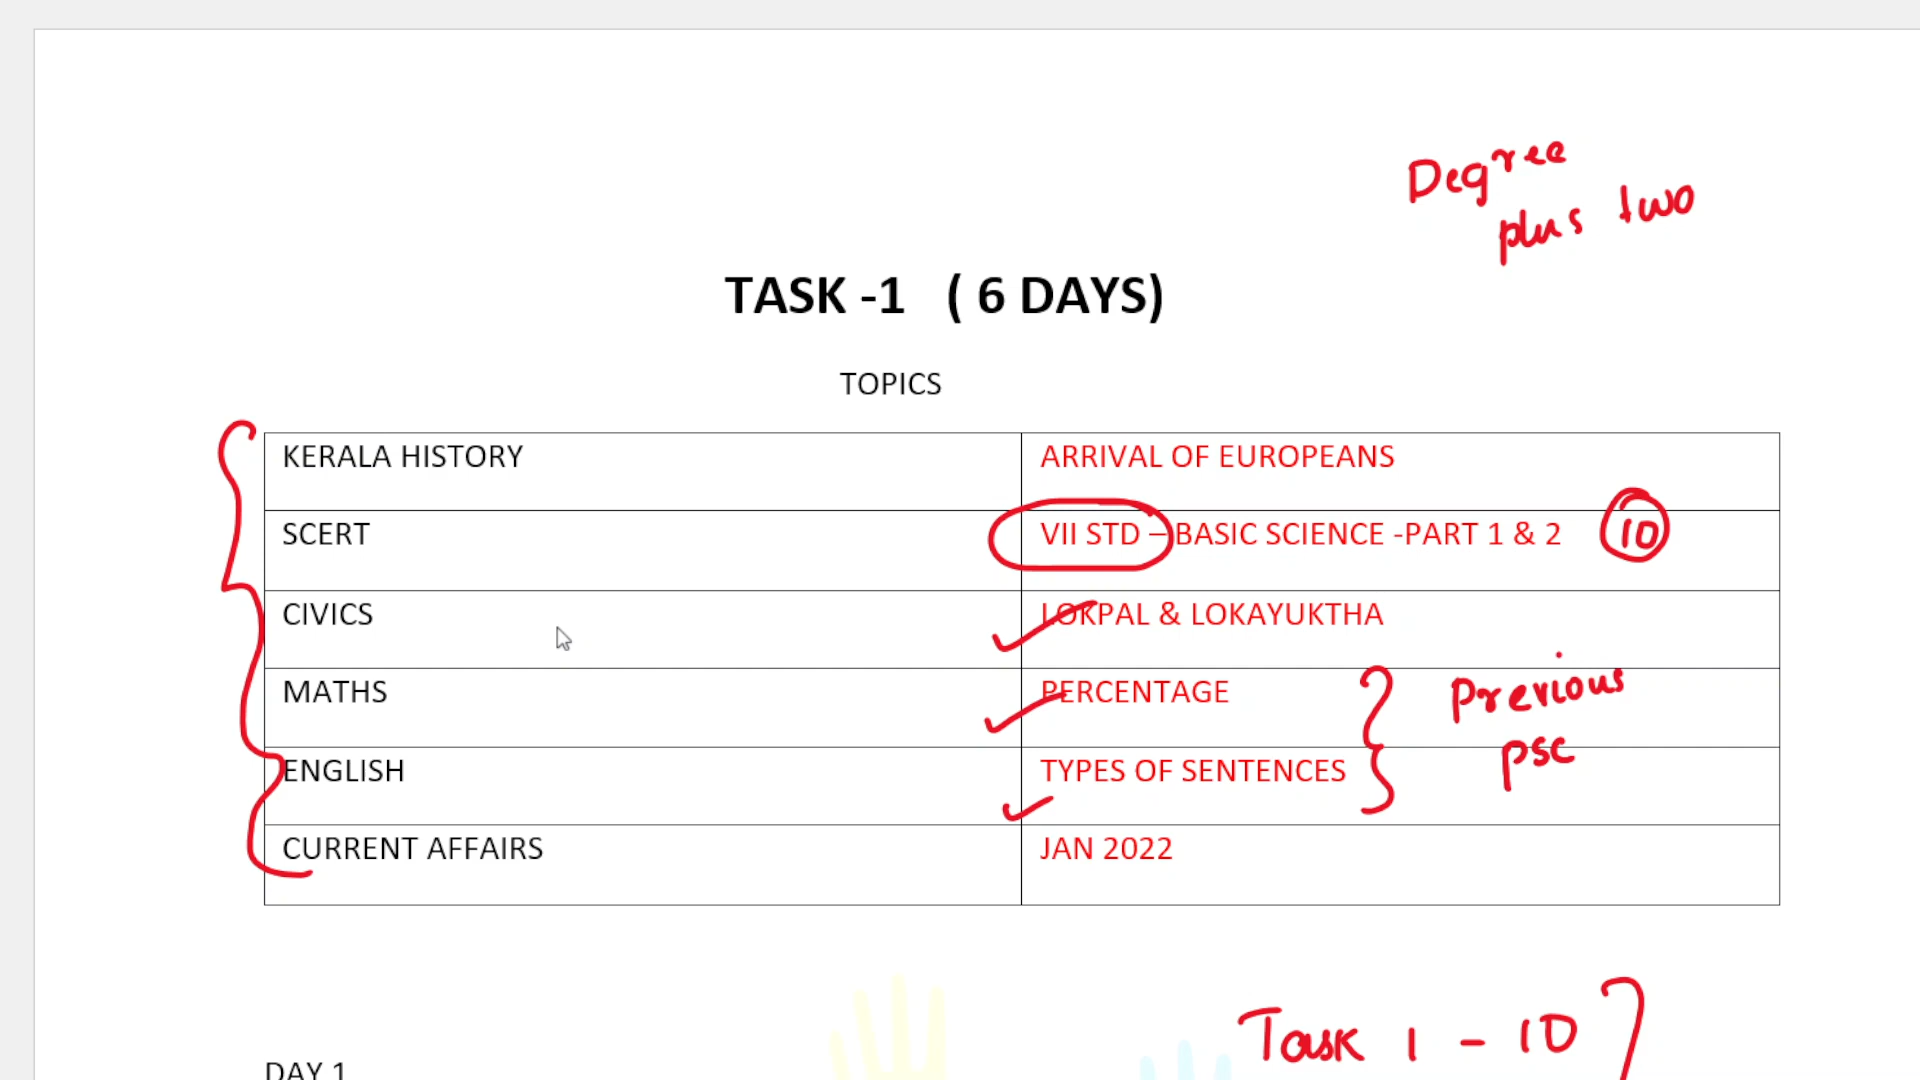 Degree
plus two
TASK -1 ( 6 DAYS)
TOPICS
KERALA HISTORY ARRIVAL OF EUROPEANS
SCERT VII STD – BASIC SCIENCE -PART 1 & 2 10
CIVICS LOKPAL & LOKAYUKTHA
MATHS PERCENTAGE Previous
psc
ENGLISH TYPES OF SENTENCES
CURRENT AFFAIRS JAN 2022
Task 1 - 10
DAY 1